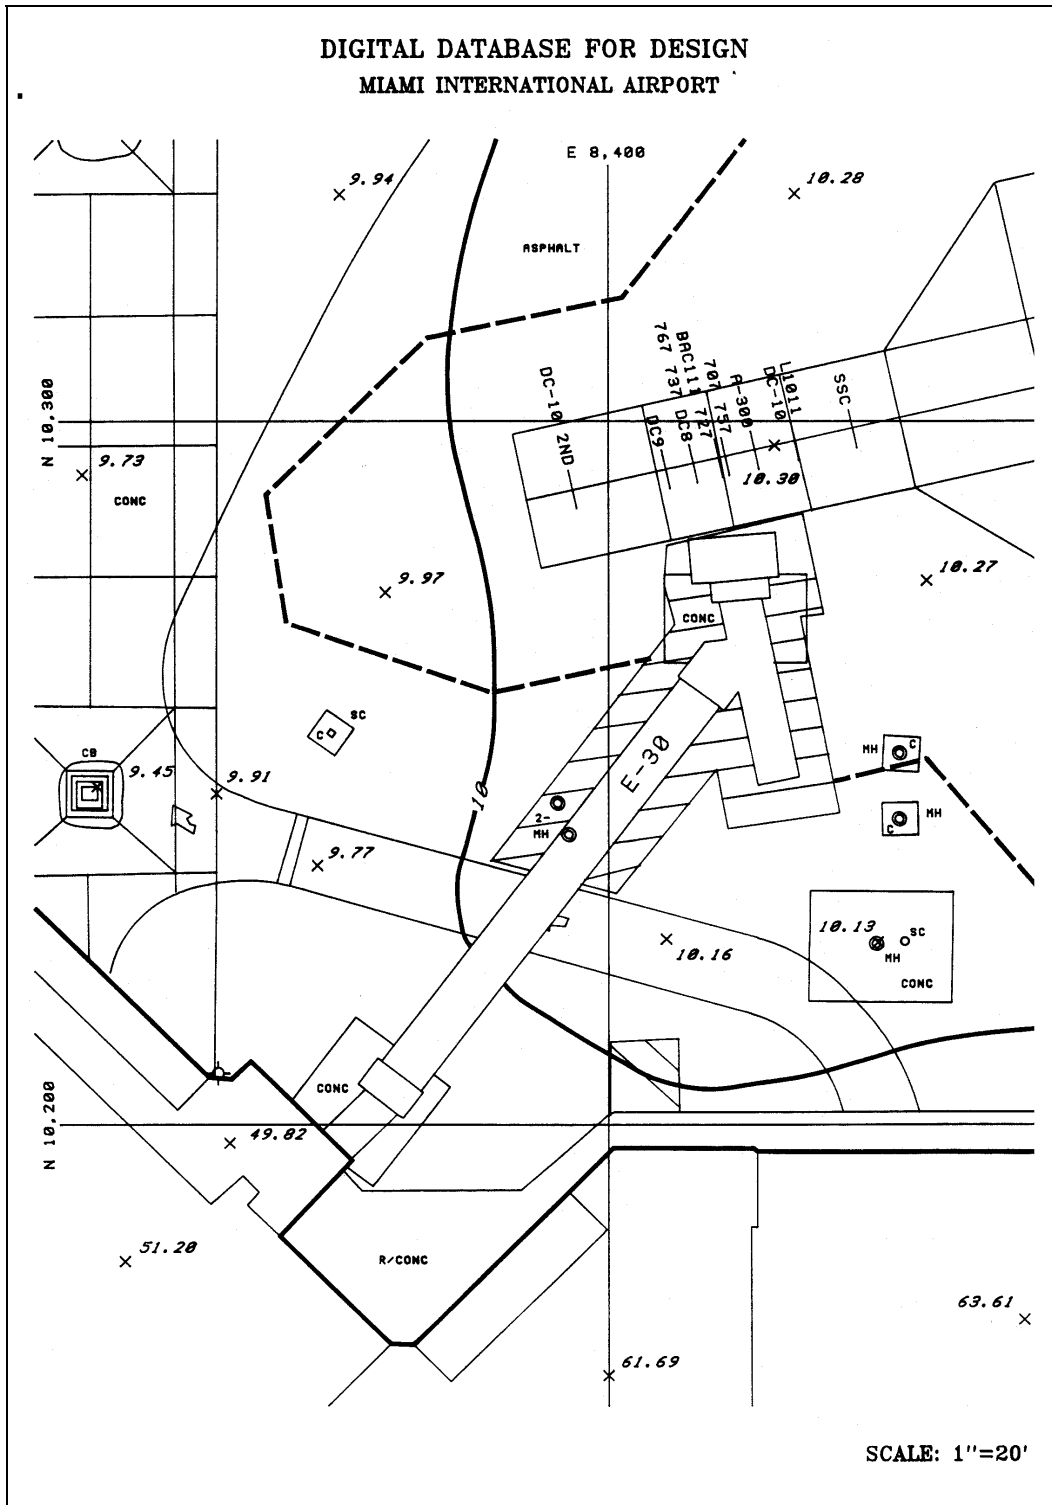 DIGITAL DATABASE FOR DESIGN
MIAMI INTERNATIONAL AIRPORT
E 8,400
9.94
10.28
ASPHALT
N 10,300
DC-10 2ND
767 737 DC9
BAC111 DC8
707 727
757
A-300
DC-10
L1011
SSC
9.73
CONC
10.30
9.97
10.27
CONC
SC
C
CB
9.45
9.91
E-30
MH
C
10
2-
MH
C
MH
9.77
10.13
SC
MH
CONC
10.16
CONC
N 10,200
49.82
51.20
R/CONC
63.61
61.69
SCALE: 1"=20'